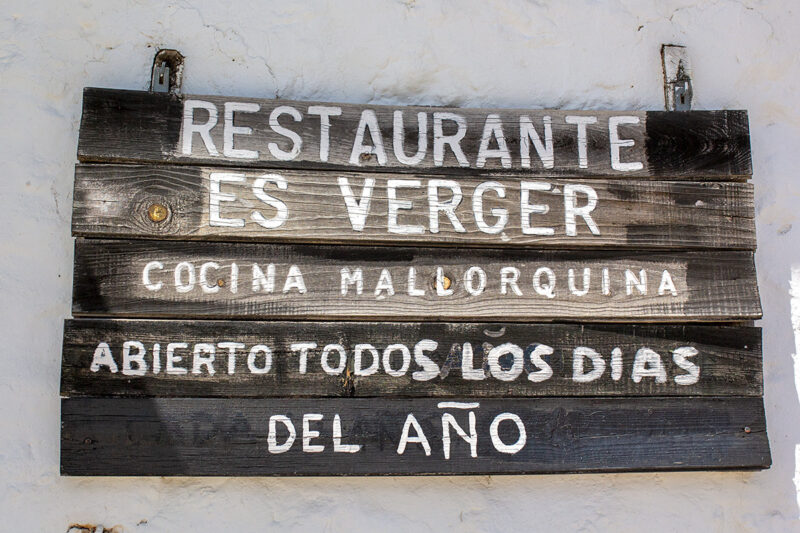 RESTAURANTE
ES VERGER
COCINA MALLORQUINA
ABIERTO TODOS LOS DIAS
DEL AÑO